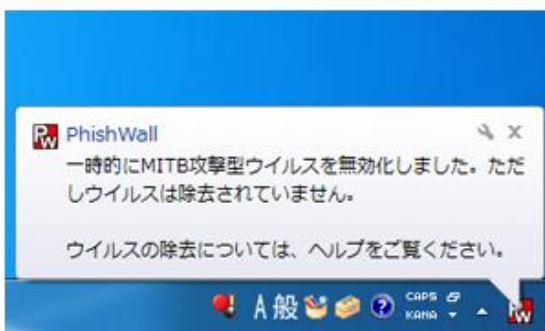 PhishWall
一時的にMITB攻撃型ウイルスを無効化しました。ただ
しウイルスは除去されていません。
ウイルスの除去については、ヘルプをご覧ください。
A 般
CAPS
KANA
PW